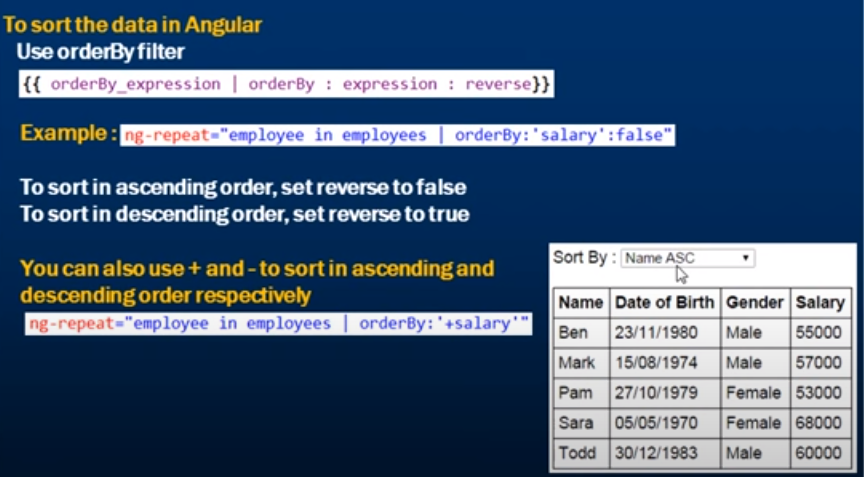 To sort the data in Angular
Use orderBy filter
{{ orderBy_expression | orderBy : expression : reverse}}
Example : ng-repeat="employee in employees | orderBy:'salary':false"
To sort in ascending order, set reverse to false
To sort in descending order, set reverse to true
You can also use + and - to sort in ascending and
descending order respectively
ng-repeat="employee in employees | orderBy:'+salary'"
Sort By : Name ASC
Name Date of Birth Gender Salary
Ben 23/11/1980 Male 55000
Mark 15/08/1974 Male 57000
Pam 27/10/1979 Female 53000
Sara 05/05/1970 Female 68000
Todd 30/12/1983 Male 60000